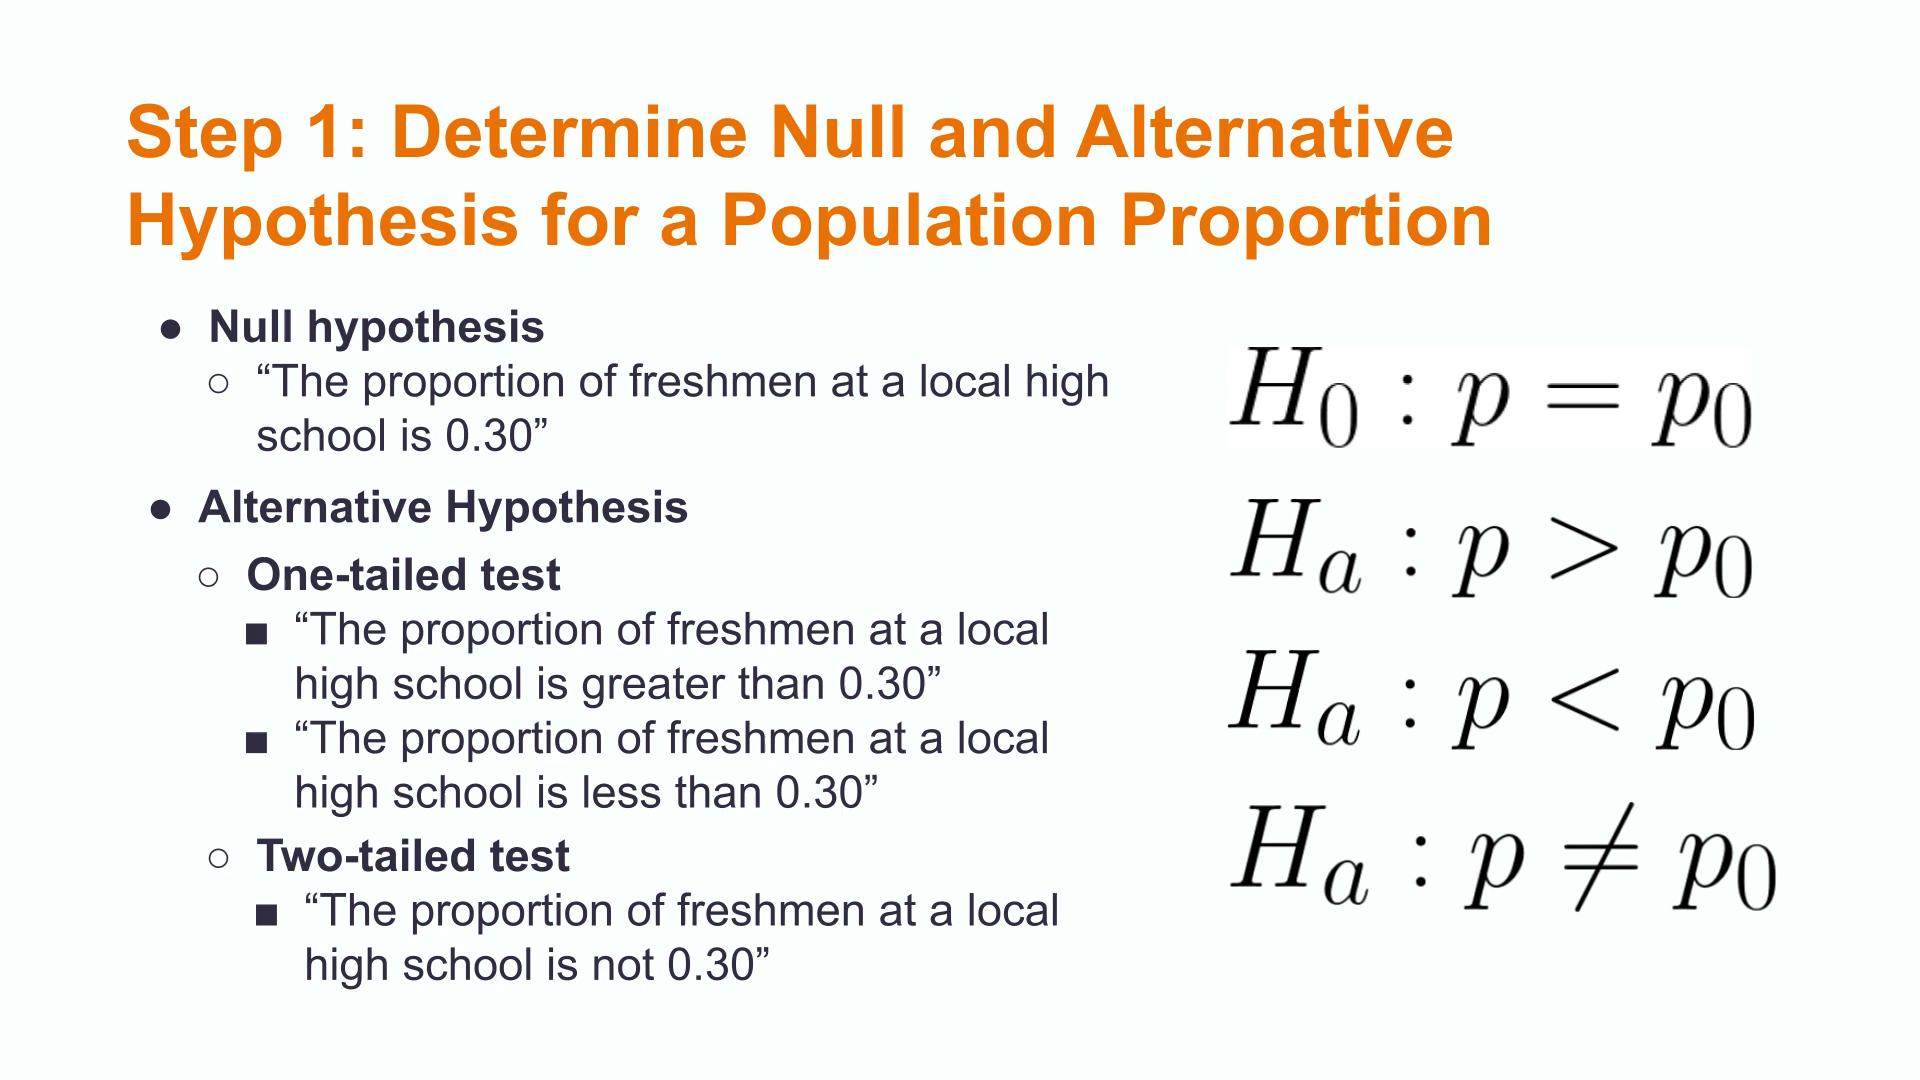 Step 1: Determine Null and Alternative
Hypothesis for a Population Proportion
● Null hypothesis
○ “The proportion of freshmen at a local high
school is 0.30”
● Alternative Hypothesis
○ One-tailed test
■ “The proportion of freshmen at a local
high school is greater than 0.30”
■ “The proportion of freshmen at a local
high school is less than 0.30”
○ Two-tailed test
■ “The proportion of freshmen at a local
high school is not 0.30”
H₀ : p = p₀
Hₐ : p > p₀
Hₐ : p < p₀
Hₐ : p ≠ p₀